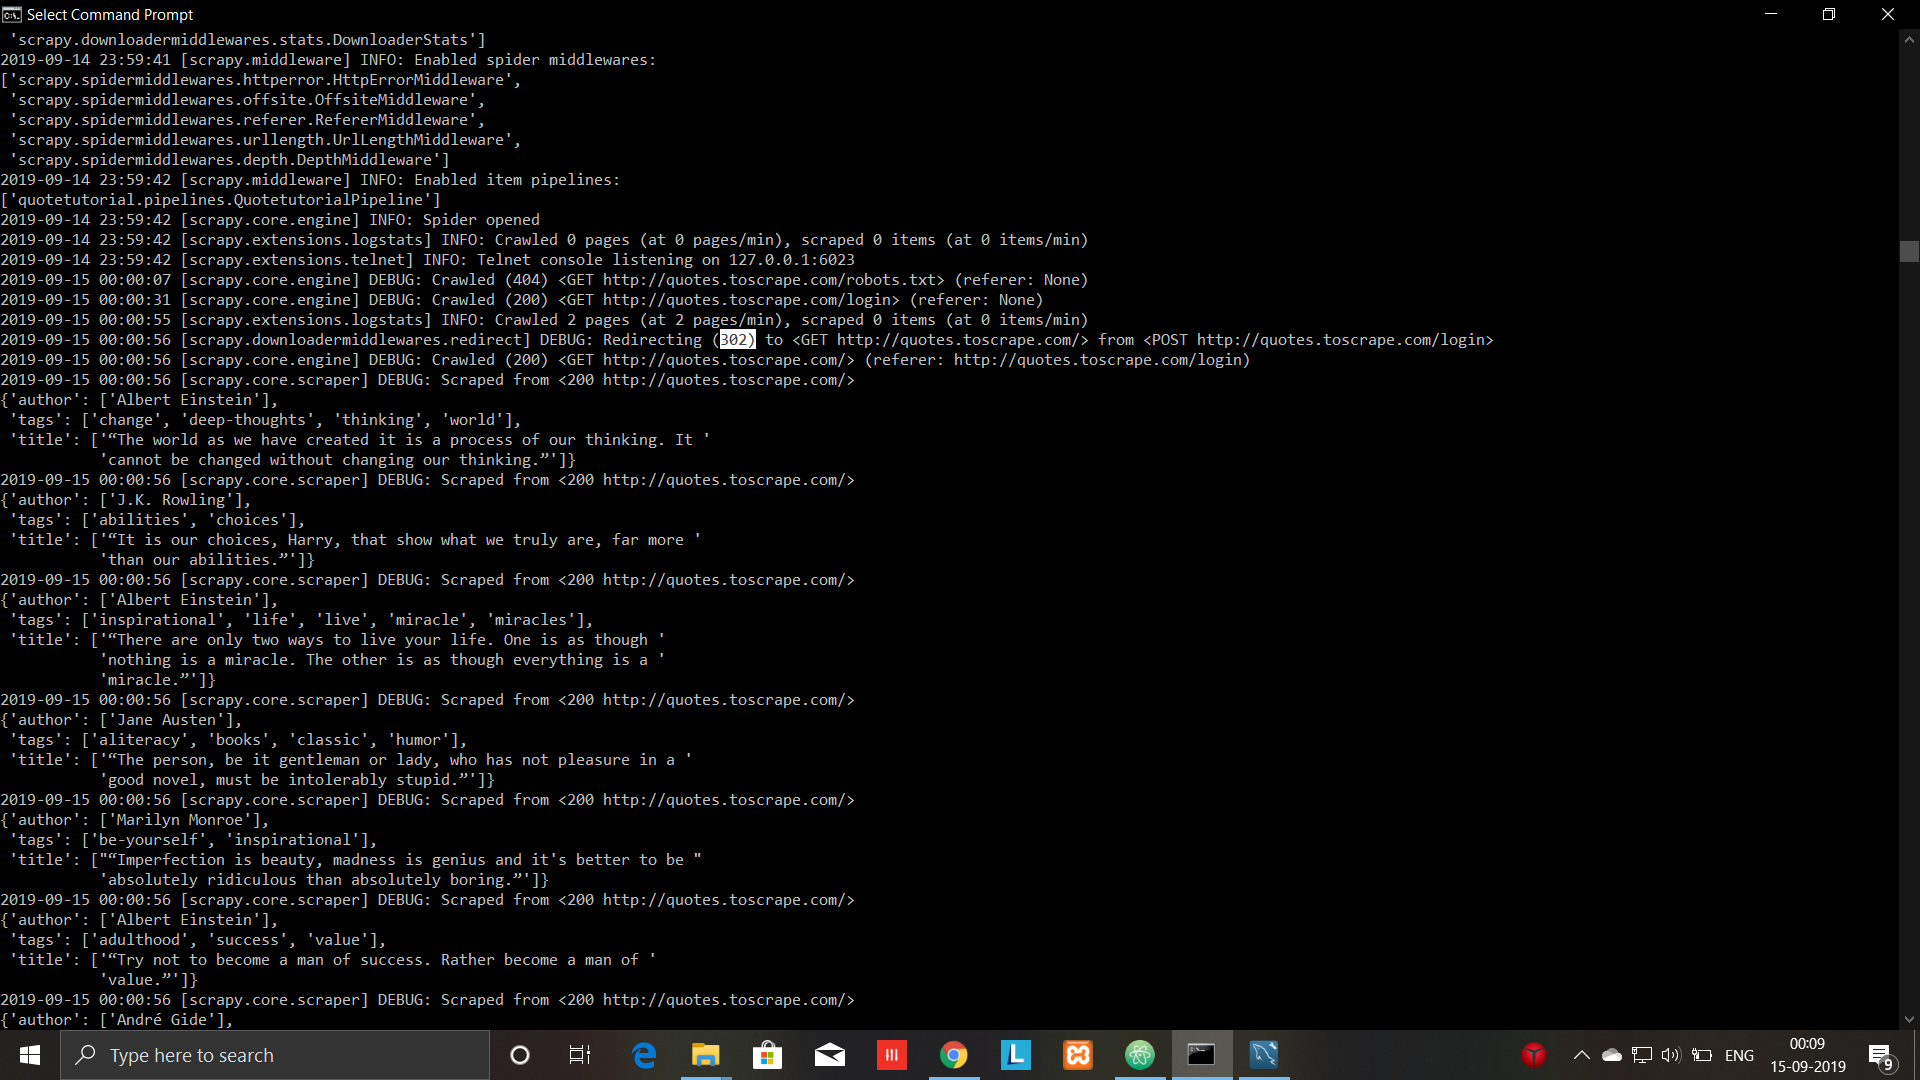 Select Command Prompt
 'scrapy.downloadermiddlewares.stats.DownloaderStats']
2019-09-14 23:59:41 [scrapy.middleware] INFO: Enabled spider middlewares:
['scrapy.spidermiddlewares.httperror.HttpErrorMiddleware',
 'scrapy.spidermiddlewares.offsite.OffsiteMiddleware',
 'scrapy.spidermiddlewares.referer.RefererMiddleware',
 'scrapy.spidermiddlewares.urllength.UrlLengthMiddleware',
 'scrapy.spidermiddlewares.depth.DepthMiddleware']
2019-09-14 23:59:42 [scrapy.middleware] INFO: Enabled item pipelines:
['quotetutorial.pipelines.QuotetutorialPipeline']
2019-09-14 23:59:42 [scrapy.core.engine] INFO: Spider opened
2019-09-14 23:59:42 [scrapy.extensions.logstats] INFO: Crawled 0 pages (at 0 pages/min), scraped 0 items (at 0 items/min)
2019-09-14 23:59:42 [scrapy.extensions.telnet] INFO: Telnet console listening on 127.0.0.1:6023
2019-09-15 00:00:07 [scrapy.core.engine] DEBUG: Crawled (404) <GET http://quotes.toscrape.com/robots.txt> (referer: None)
2019-09-15 00:00:31 [scrapy.core.engine] DEBUG: Crawled (200) <GET http://quotes.toscrape.com/login> (referer: None)
2019-09-15 00:00:55 [scrapy.extensions.logstats] INFO: Crawled 2 pages (at 2 pages/min), scraped 0 items (at 0 items/min)
2019-09-15 00:00:56 [scrapy.downloadermiddlewares.redirect] DEBUG: Redirecting (302) to <GET http://quotes.toscrape.com/> from <POST http://quotes.toscrape.com/login>
2019-09-15 00:00:56 [scrapy.core.engine] DEBUG: Crawled (200) <GET http://quotes.toscrape.com/> (referer: http://quotes.toscrape.com/login)
2019-09-15 00:00:56 [scrapy.core.scraper] DEBUG: Scraped from <200 http://quotes.toscrape.com/>
{'author': ['Albert Einstein'],
 'tags': ['change', 'deep-thoughts', 'thinking', 'world'],
 'title': ['“The world as we have created it is a process of our thinking. It '
           'cannot be changed without changing our thinking.”']}
2019-09-15 00:00:56 [scrapy.core.scraper] DEBUG: Scraped from <200 http://quotes.toscrape.com/>
{'author': ['J.K. Rowling'],
 'tags': ['abilities', 'choices'],
 'title': ['“It is our choices, Harry, that show what we truly are, far more '
           'than our abilities.”']}
2019-09-15 00:00:56 [scrapy.core.scraper] DEBUG: Scraped from <200 http://quotes.toscrape.com/>
{'author': ['Albert Einstein'],
 'tags': ['inspirational', 'life', 'live', 'miracle', 'miracles'],
 'title': ['“There are only two ways to live your life. One is as though '
           'nothing is a miracle. The other is as though everything is a '
           'miracle.”']}
2019-09-15 00:00:56 [scrapy.core.scraper] DEBUG: Scraped from <200 http://quotes.toscrape.com/>
{'author': ['Jane Austen'],
 'tags': ['aliteracy', 'books', 'classic', 'humor'],
 'title': ['“The person, be it gentleman or lady, who has not pleasure in a '
           'good novel, must be intolerably stupid.”']}
2019-09-15 00:00:56 [scrapy.core.scraper] DEBUG: Scraped from <200 http://quotes.toscrape.com/>
{'author': ['Marilyn Monroe'],
 'tags': ['be-yourself', 'inspirational'],
 'title': ["“Imperfection is beauty, madness is genius and it's better to be "
           'absolutely ridiculous than absolutely boring.”']}
2019-09-15 00:00:56 [scrapy.core.scraper] DEBUG: Scraped from <200 http://quotes.toscrape.com/>
{'author': ['Albert Einstein'],
 'tags': ['adulthood', 'success', 'value'],
 'title': ['“Try not to become a man of success. Rather become a man of '
           'value.”']}
2019-09-15 00:00:56 [scrapy.core.scraper] DEBUG: Scraped from <200 http://quotes.toscrape.com/>
{'author': ['André Gide'],
Type here to search
ENG
00:09
15-09-2019
9